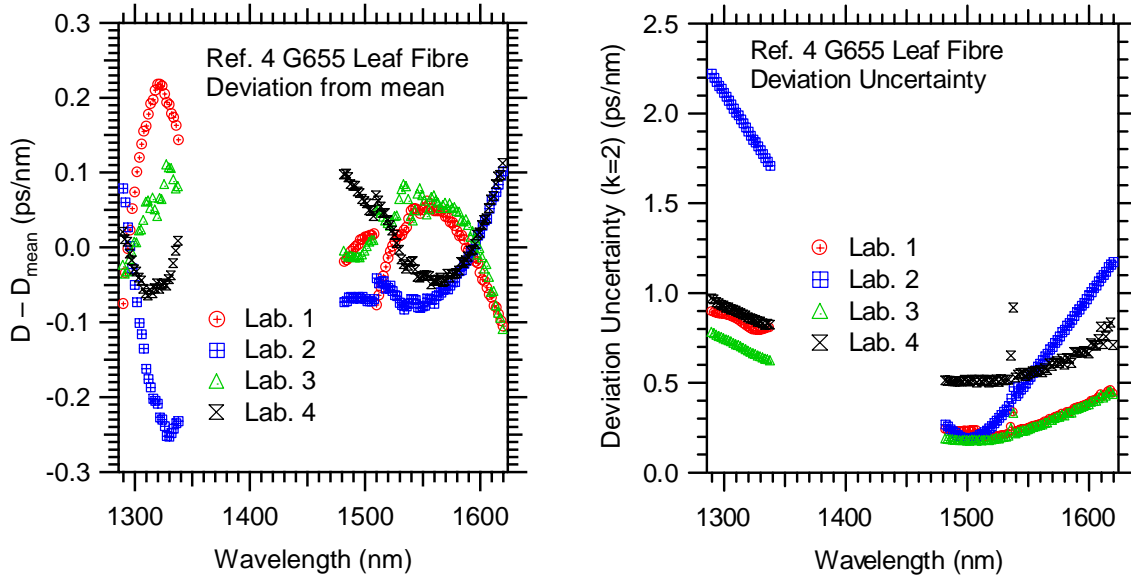 Ref. 4 G655 Leaf Fibre
Deviation from mean
D – D_mean (ps/nm)
0.3
0.2
0.1
0.0
-0.1
-0.2
-0.3
Lab. 1
Lab. 2
Lab. 3
Lab. 4
1300
1400
1500
1600
Wavelength (nm)
Ref. 4 G655 Leaf Fibre
Deviation Uncertainty
Deviation Uncertainty (k=2) (ps/nm)
2.5
2.0
1.5
1.0
0.5
0.0
Lab. 1
Lab. 2
Lab. 3
Lab. 4
1300
1400
1500
1600
Wavelength (nm)